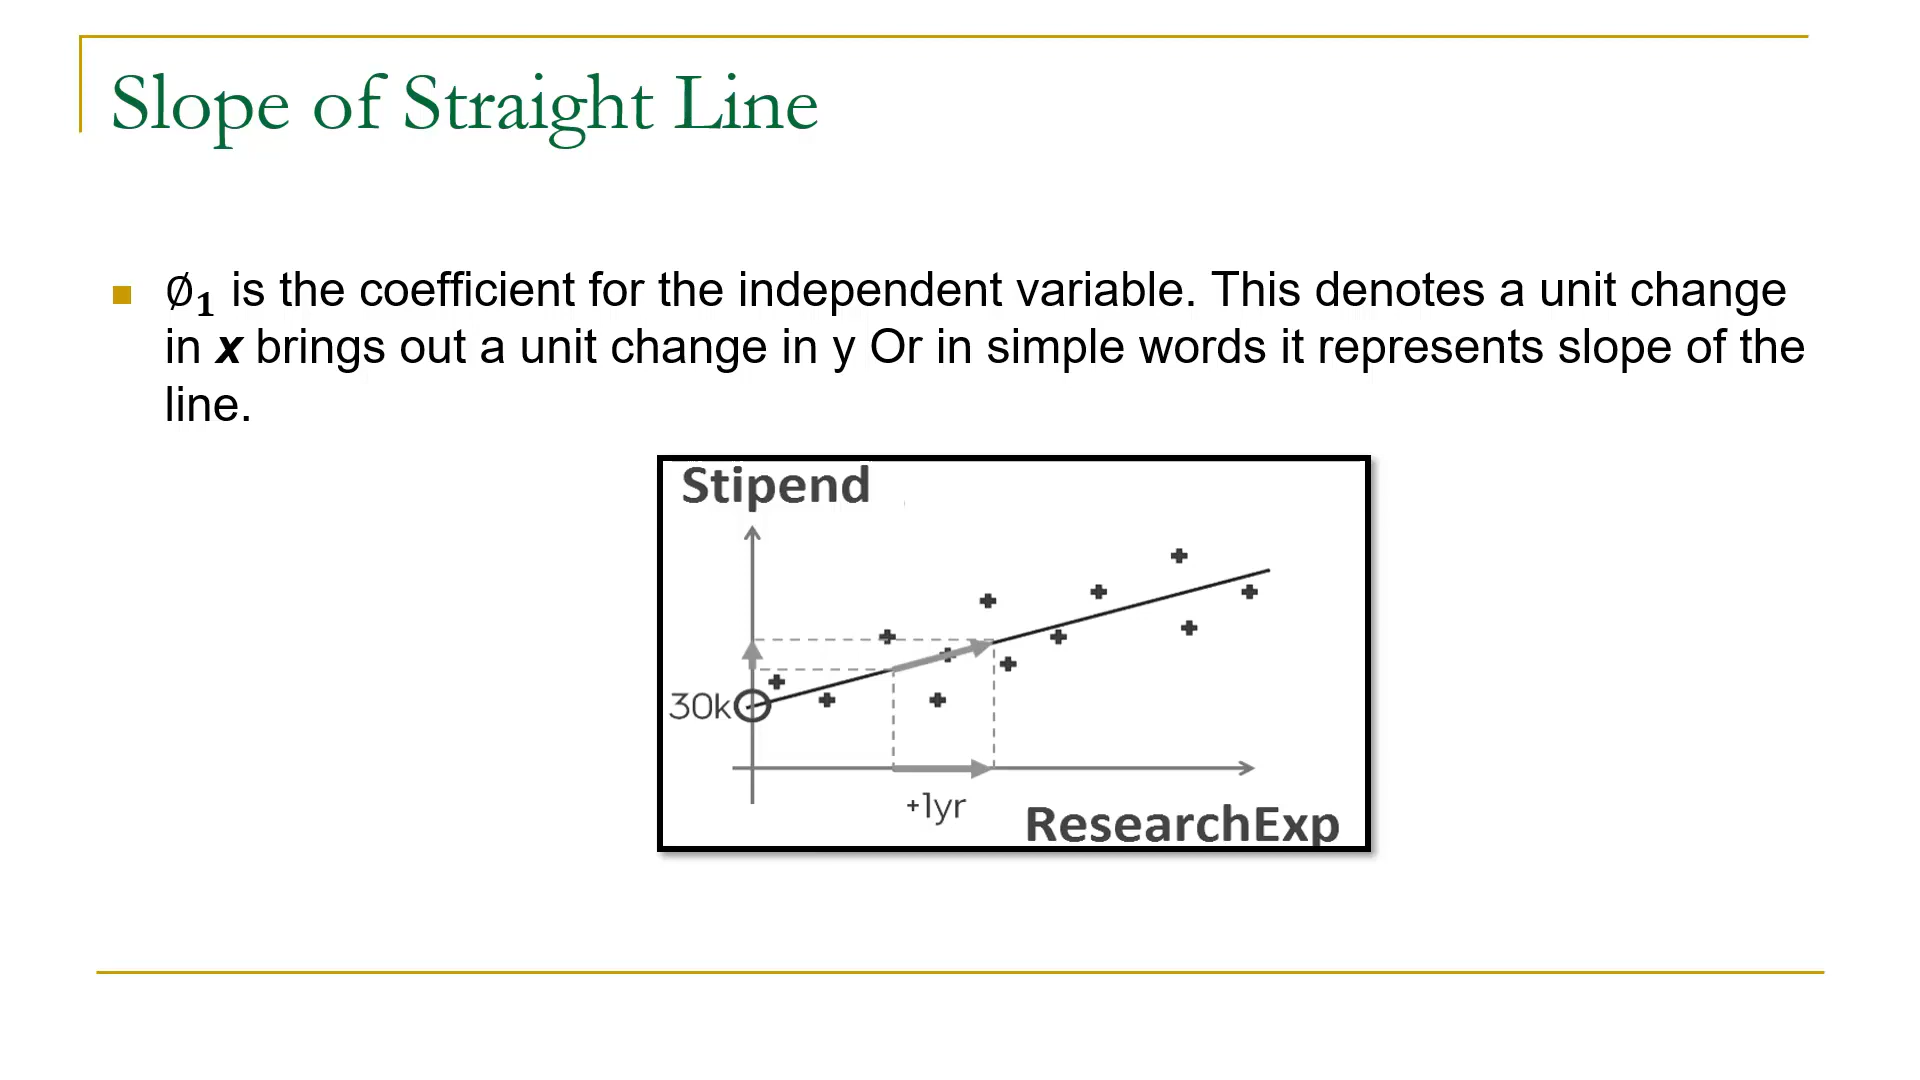 Slope of Straight Line
∅₁ is the coefficient for the independent variable. This denotes a unit change
in x brings out a unit change in y Or in simple words it represents slope of the
line.
Stipend
30k
+1yr
ResearchExp